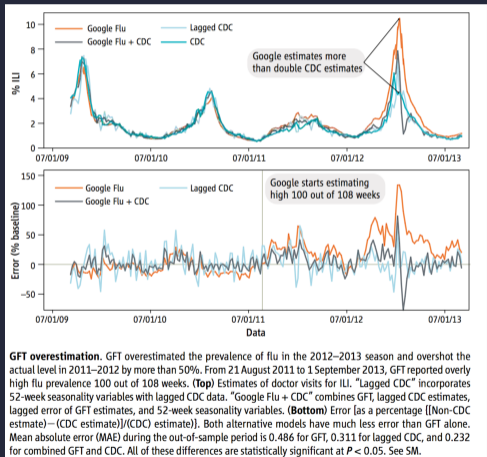 10
8
6
4
2
0
% ILI
Google Flu
Lagged CDC
Google Flu + CDC
CDC
Google estimates more
than double CDC estimates
07/01/09
07/01/10
07/01/11
07/01/12
07/01/13
150
100
50
0
−50
Error (% baseline)
Google Flu
Lagged CDC
Google Flu + CDC
Google starts estimating
high 100 out of 108 weeks
07/01/09
07/01/10
07/01/11
07/01/12
07/01/13
Data
GFT overestimation. GFT overestimated the prevalence of flu in the 2012–2013 season and overshot the
actual level in 2011–2012 by more than 50%. From 21 August 2011 to 1 September 2013, GFT reported overly
high flu prevalence 100 out of 108 weeks. (Top) Estimates of doctor visits for ILI. "Lagged CDC" incorporates
52-week seasonality variables with lagged CDC data. "Google Flu + CDC" combines GFT, lagged CDC estimates,
lagged error of GFT estimates, and 52-week seasonality variables. (Bottom) Error [as a percentage {[Non-CDC
estmate)−(CDC estimate)]/(CDC) estimate)}. Both alternative models have much less error than GFT alone.
Mean absolute error (MAE) during the out-of-sample period is 0.486 for GFT, 0.311 for lagged CDC, and 0.232
for combined GFT and CDC. All of these differences are statistically significant at P < 0.05. See SM.